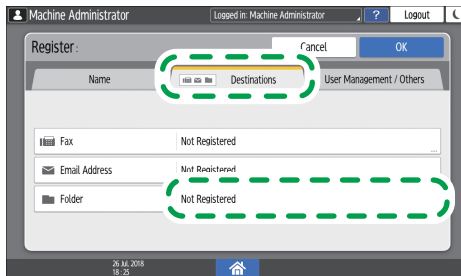 Machine Administrator
Logged in: Machine Administrator
?
Logout
Register :
Cancel
OK
Name
Destinations
User Management / Others
Fax
Not Registered
...
Email Address
Not Registered
Folder
Not Registered
26 Jul. 2018
18 : 25